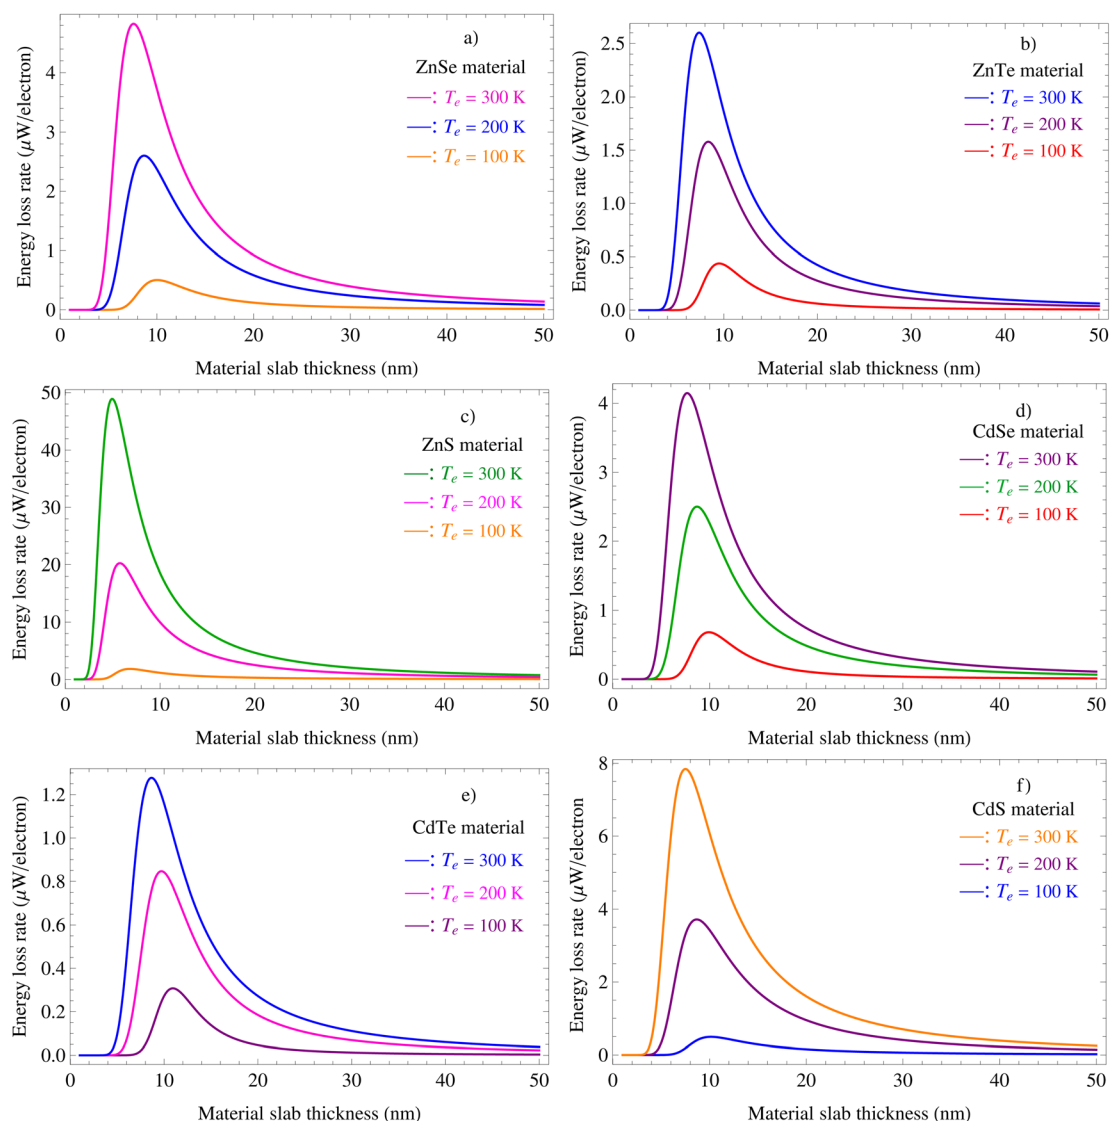 a)
ZnSe material
: Te = 300 K
: Te = 200 K
: Te = 100 K
Energy loss rate (μW/electron)
4
3
2
1
0
0 10 20 30 40 50
Material slab thickness (nm)
b)
ZnTe material
: Te = 300 K
: Te = 200 K
: Te = 100 K
Energy loss rate (μW/electron)
2.5
2.0
1.5
1.0
0.5
0.0
0 10 20 30 40 50
Material slab thickness (nm)
c)
ZnS material
: Te = 300 K
: Te = 200 K
: Te = 100 K
Energy loss rate (μW/electron)
50
40
30
20
10
0
0 10 20 30 40 50
Material slab thickness (nm)
d)
CdSe material
: Te = 300 K
: Te = 200 K
: Te = 100 K
Energy loss rate (μW/electron)
4
3
2
1
0
0 10 20 30 40 50
Material slab thickness (nm)
e)
CdTe material
: Te = 300 K
: Te = 200 K
: Te = 100 K
Energy loss rate (μW/electron)
1.2
1.0
0.8
0.6
0.4
0.2
0.0
0 10 20 30 40 50
Material slab thickness (nm)
f)
CdS material
: Te = 300 K
: Te = 200 K
: Te = 100 K
Energy loss rate (μW/electron
8
6
4
2
0
0 10 20 30 40 50
Material slab thickness (nm)